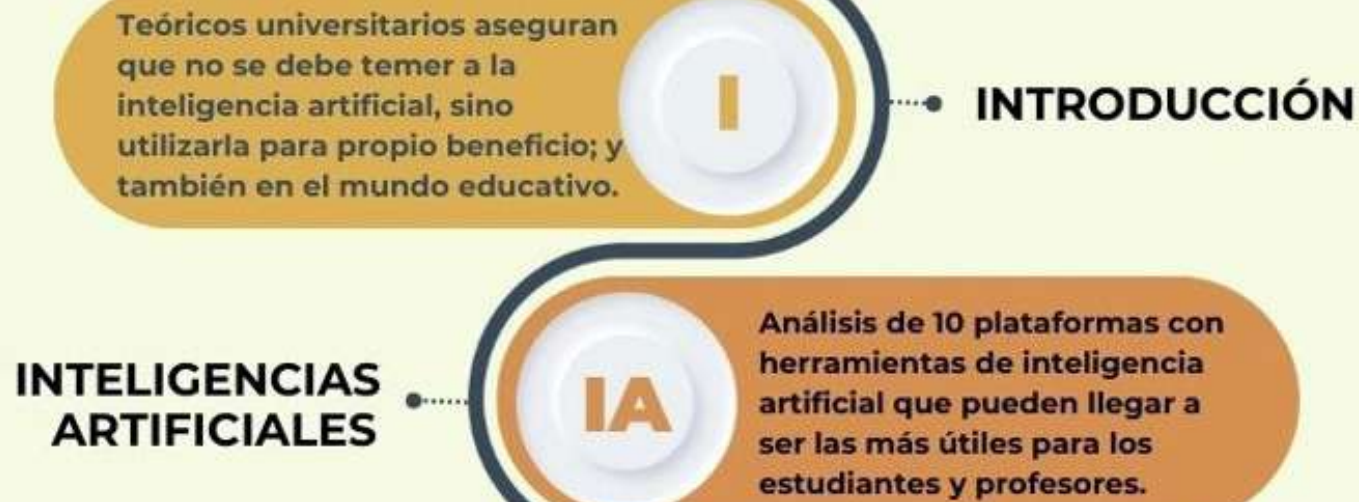 Teóricos universitarios aseguran
que no se debe temer a la
inteligencia artificial, sino
utilizarla para propio beneficio; y
también en el mundo educativo.
I
INTRODUCCIÓN
INTELIGENCIAS
ARTIFICIALES
IA
Análisis de 10 plataformas con
herramientas de inteligencia
artificial que pueden llegar a
ser las más útiles para los
estudiantes y profesores.